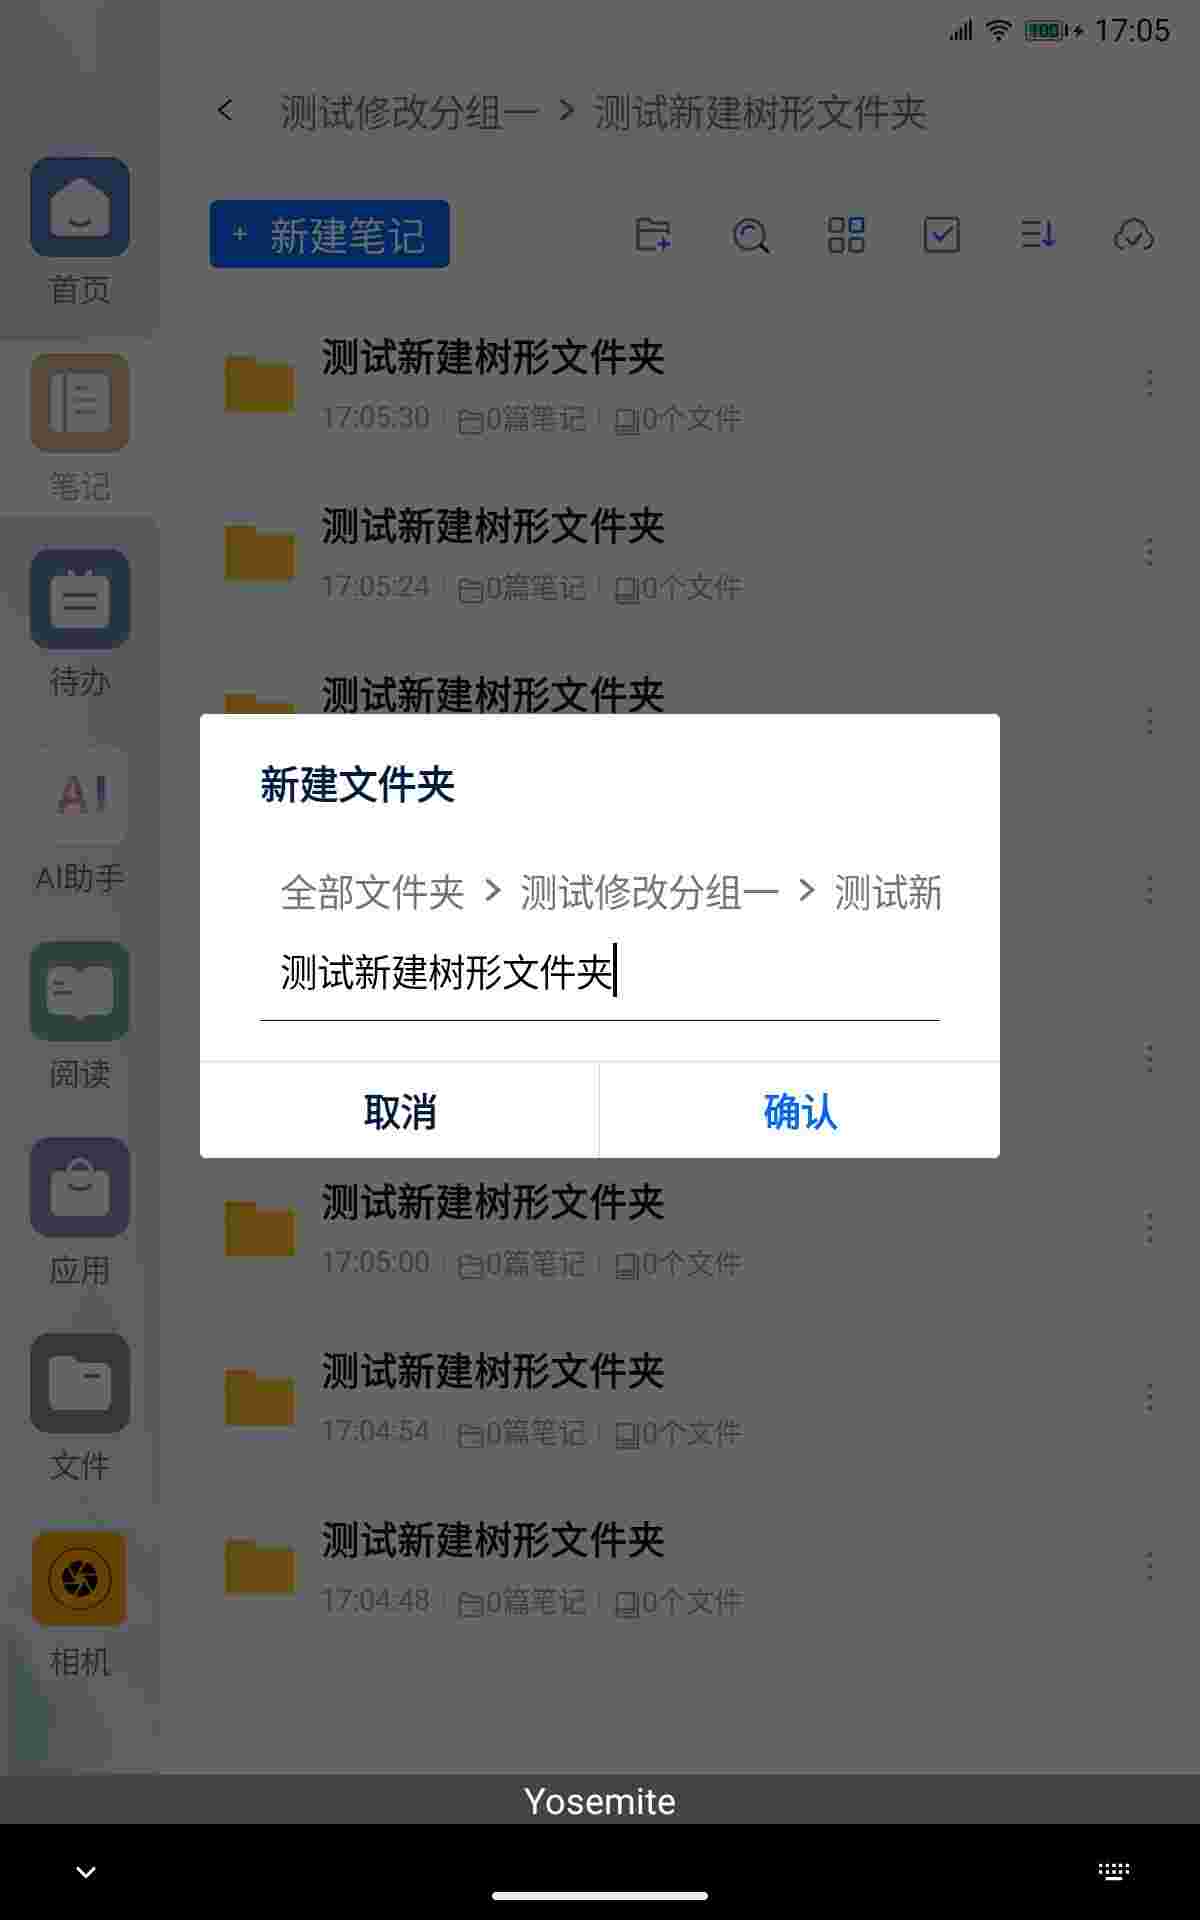 17:05
测试修改分组一 > 测试新建树形文件夹
+ 新建笔记
首页
笔记
待办
AI
AI助手
阅读
应用
文件
相机
测试新建树形文件夹
17:05:30 0篇笔记 0个文件
测试新建树形文件夹
17:05:24 0篇笔记 0个文件
测试新建树形文件夹
新建文件夹
全部文件夹 > 测试修改分组一 > 测试新
测试新建树形文件夹
取消
确认
测试新建树形文件夹
17:05:00 0篇笔记 0个文件
测试新建树形文件夹
17:04:54 0篇笔记 0个文件
测试新建树形文件夹
17:04:48 0篇笔记 0个文件
Yosemite